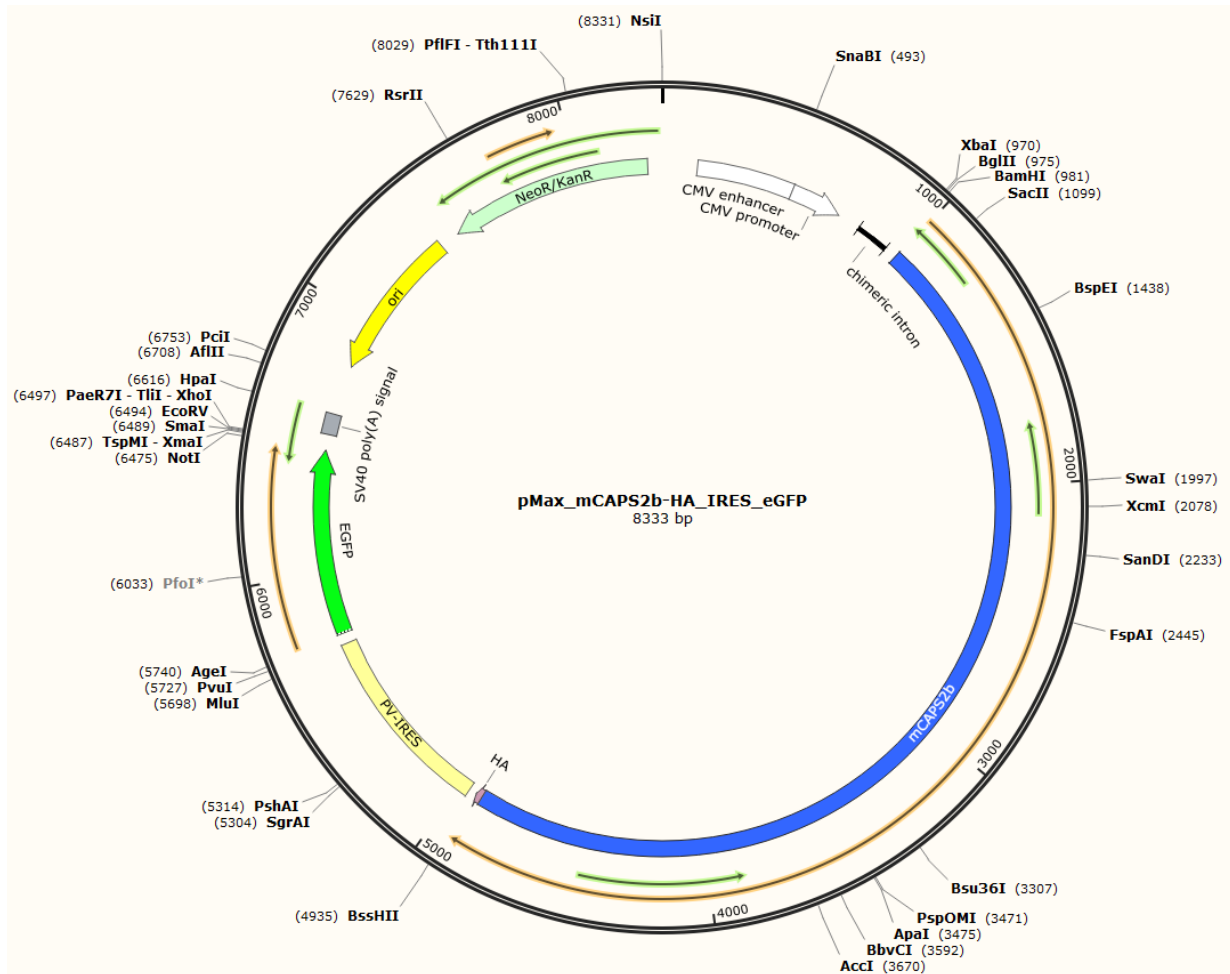 (8331) NsiI
(8029) PflFI - Tth111I
(7629) RsrII
SnaBI (493)
XbaI (970)
BglII (975)
BamHI (981)
SacII (1099)
BspEI (1438)
SwaI (1997)
XcmI (2078)
SanDI (2233)
FspAI (2445)
Bsu36I (3307)
PspOMI (3471)
ApaI (3475)
BbvCI (3592)
AccI (3670)
(4935) BssHII
(5304) SgrAI
(5314) PshAI
(5698) MluI
(5727) PvuI
(5740) AgeI
(6033) PfoI*
(6475) NotI
(6487) TspMI - XmaI
(6489) SmaI
(6494) EcoRV
(6497) PaeR7I - TliI - XhoI
(6616) HpaI
(6708) AflII
(6753) PciI
1000
2000
3000
4000
5000
6000
7000
8000
CMV enhancer
CMV promoter
chimeric intron
mCAPS2b
HA
PV-IRES
EGFP
SV40 poly(A) signal
ori
NeoR/KanR
pMax_mCAPS2b-HA_IRES_eGFP
8333 bp